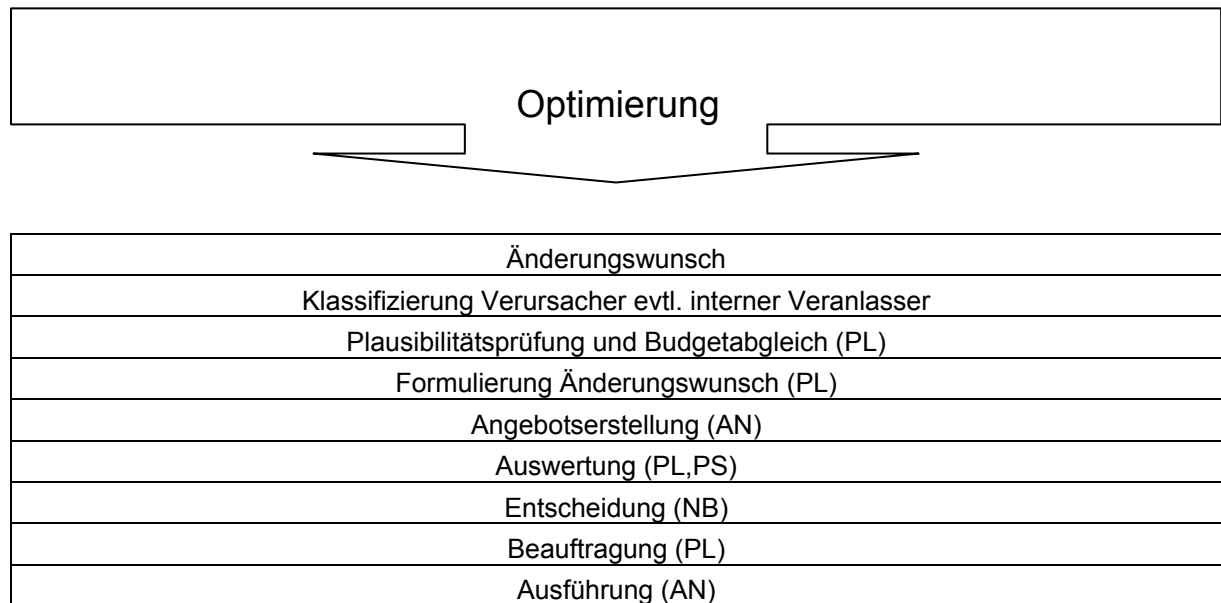 Optimierung
Änderungswunsch
Klassifizierung Verursacher evtl. interner Veranlasser
Plausibilitätsprüfung und Budgetabgleich (PL)
Formulierung Änderungswunsch (PL)
Angebotserstellung (AN)
Auswertung (PL,PS)
Entscheidung (NB)
Beauftragung (PL)
Ausführung (AN)